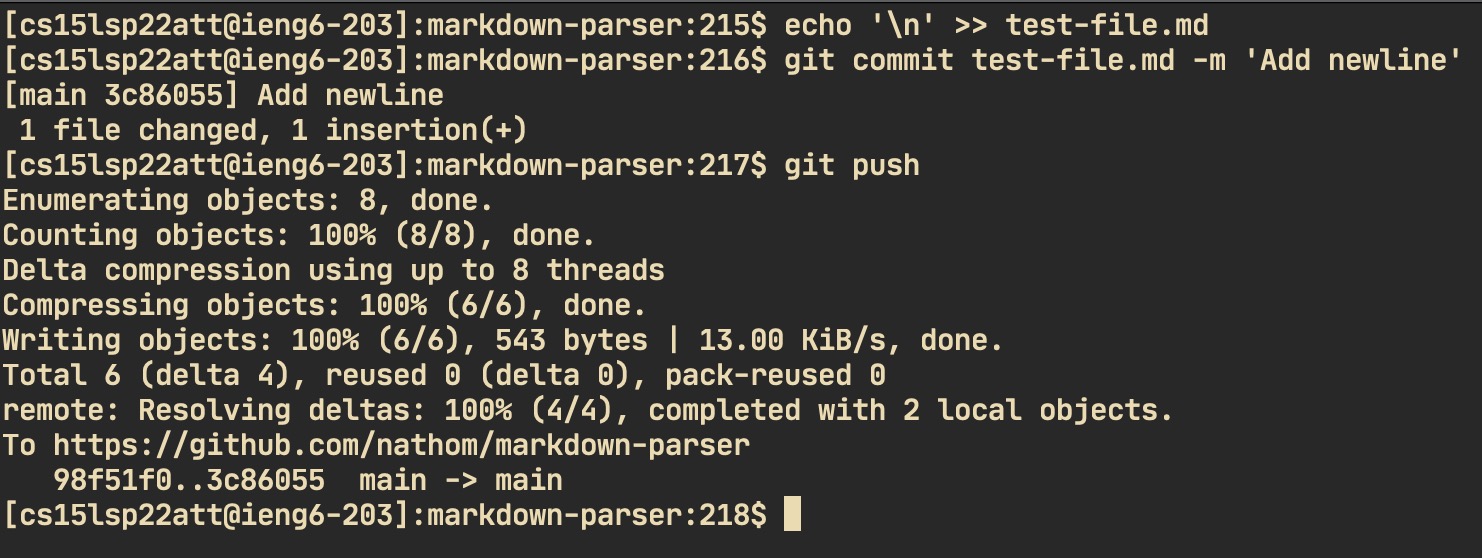 [cs15lsp22att@ieng6-203]:markdown-parser:215$ echo '\n' >> test-file.md
[cs15lsp22att@ieng6-203]:markdown-parser:216$ git commit test-file.md -m 'Add newline'
[main 3c86055] Add newline
 1 file changed, 1 insertion(+)
[cs15lsp22att@ieng6-203]:markdown-parser:217$ git push
Enumerating objects: 8, done.
Counting objects: 100% (8/8), done.
Delta compression using up to 8 threads
Compressing objects: 100% (6/6), done.
Writing objects: 100% (6/6), 543 bytes | 13.00 KiB/s, done.
Total 6 (delta 4), reused 0 (delta 0), pack-reused 0
remote: Resolving deltas: 100% (4/4), completed with 2 local objects.
To https://github.com/nathom/markdown-parser
   98f51f0..3c86055  main -> main
[cs15lsp22att@ieng6-203]:markdown-parser:218$